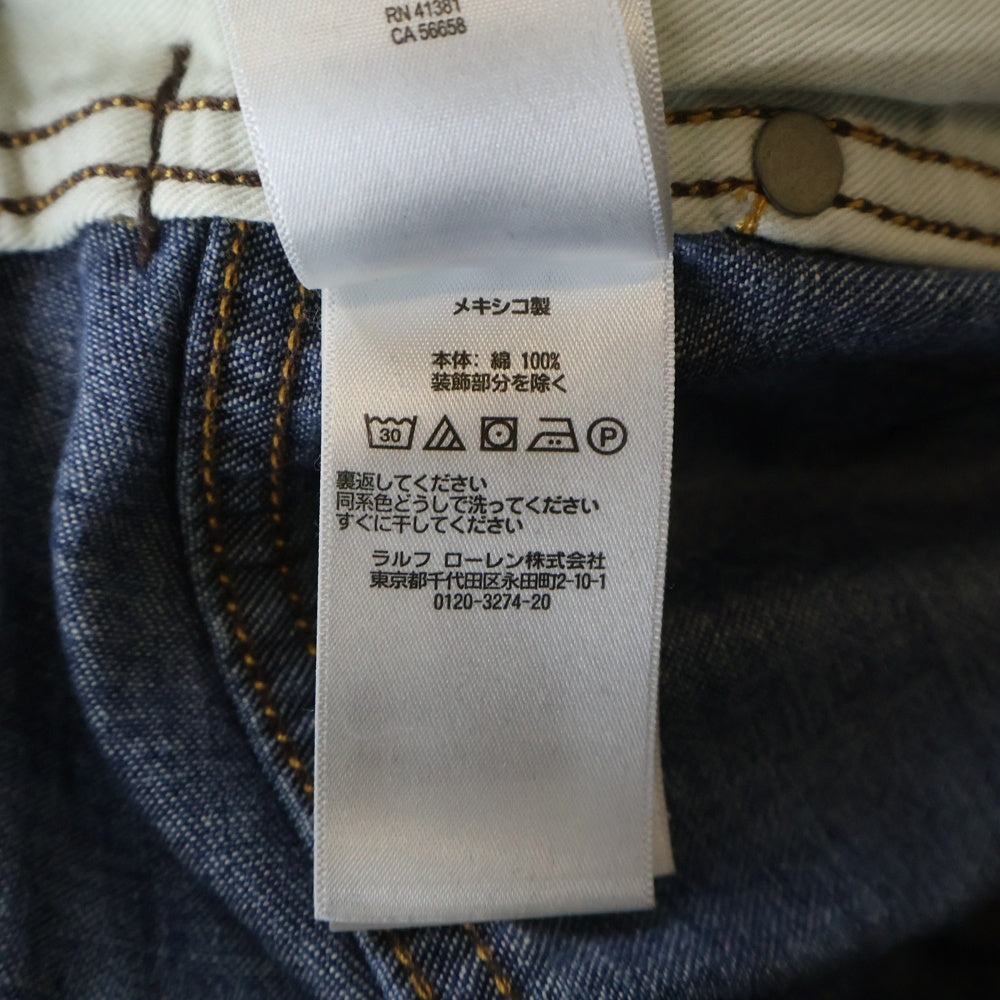 RN 41381
CA 56658
メキシコ製
本体: 綿 100%
装飾部分を除く
30 P
裏返してください
同系色どうしで洗ってください
すぐに干してください
ラルフ ローレン株式会社
東京都千代田区永田町2-10-1
0120-3274-20